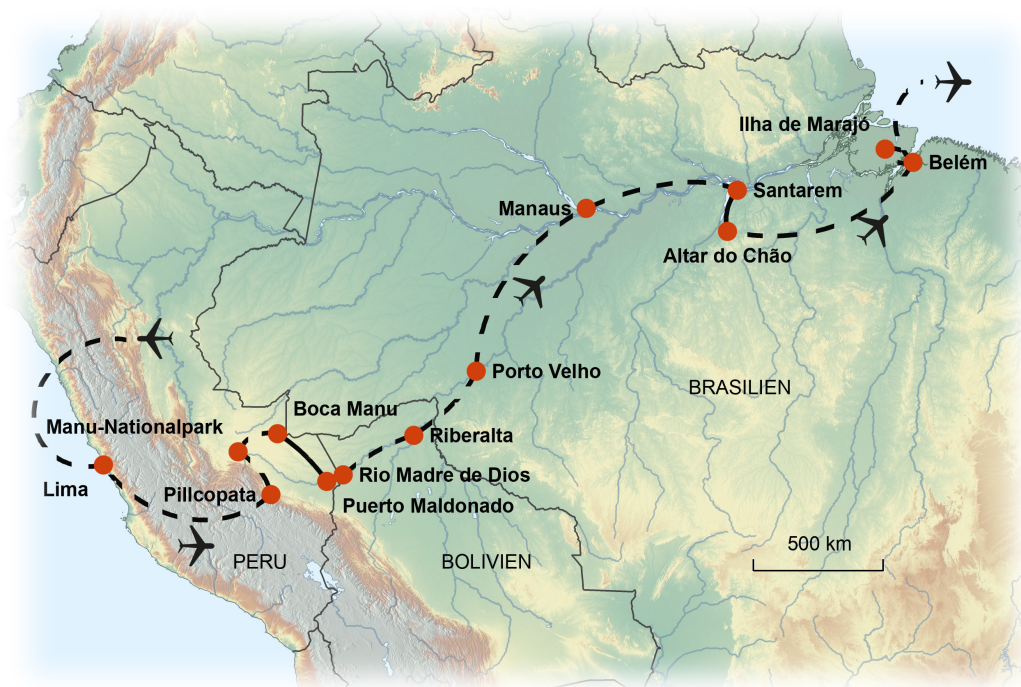 Ilha de Marajó
Belém
Santarem
Manaus
Altar do Chão
Porto Velho
BRASILIEN
Boca Manu
Manu-Nationalpark
Riberalta
Rio Madre de Dios
Lima
Pillcopata
Puerto Maldonado
500 km
PERU
BOLIVIEN